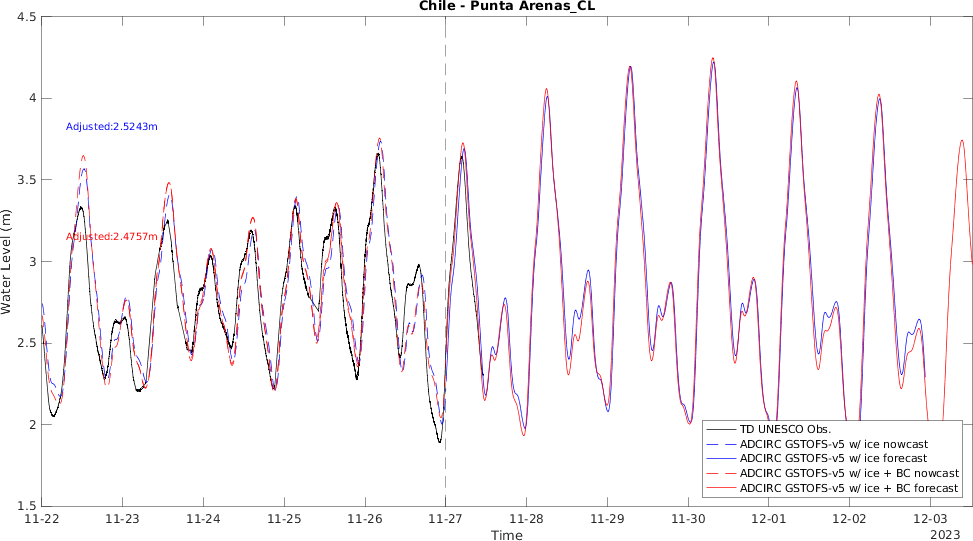 Chile - Punta Arenas_CL
4.5
4
3.5
3
2.5
2
1.5
Water Level (m)
Adjusted:2.5243m
Adjusted:2.4757m
TD UNESCO Obs.
ADCIRC GSTOFS-v5 w/ ice nowcast
ADCIRC GSTOFS-v5 w/ ice forecast
ADCIRC GSTOFS-v5 w/ ice + BC nowcast
ADCIRC GSTOFS-v5 w/ ice + BC forecast
11-22 11-23 11-24 11-25 11-26 11-27 11-28 11-29 11-30 12-01 12-02 12-03
2023
Time